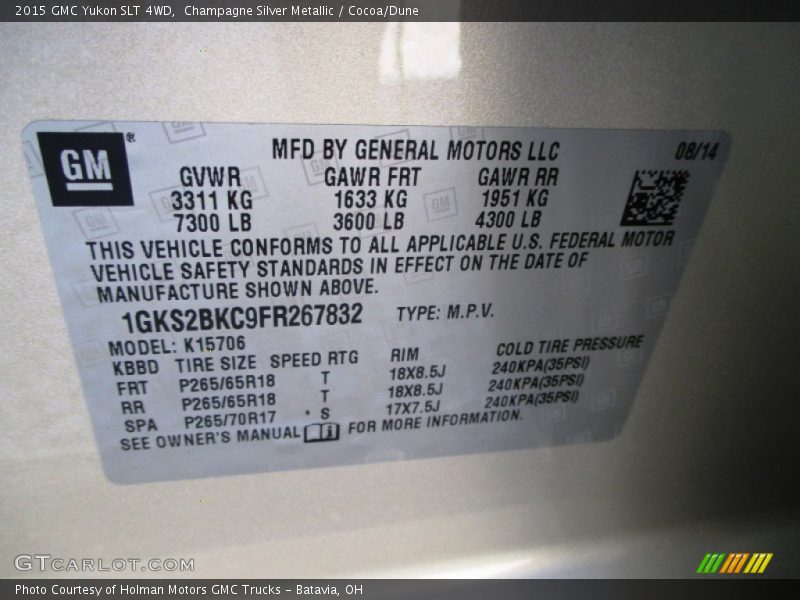 2015 GMC Yukon SLT 4WD, Champagne Silver Metallic / Cocoa/Dune
GM ®
MFD BY GENERAL MOTORS LLC 08/14
GVWR GAWR FRT GAWR RR
3311 KG 1633 KG 1951 KG
7300 LB 3600 LB 4300 LB
THIS VEHICLE CONFORMS TO ALL APPLICABLE U.S. FEDERAL MOTOR
VEHICLE SAFETY STANDARDS IN EFFECT ON THE DATE OF
MANUFACTURE SHOWN ABOVE.
1GKS2BKC9FR267832 TYPE: M.P.V.
MODEL: K15706
KBBD TIRE SIZE SPEED RTG RIM COLD TIRE PRESSURE
FRT P265/65R18 T 18X8.5J 240KPA(35PSI)
RR P265/65R18 T 18X8.5J 240KPA(35PSI)
SPA P265/70R17 S 17X7.5J 240KPA(35PSI)
SEE OWNER'S MANUAL FOR MORE INFORMATION.
GTCARLOT.COM
Photo Courtesy of Holman Motors GMC Trucks – Batavia, OH